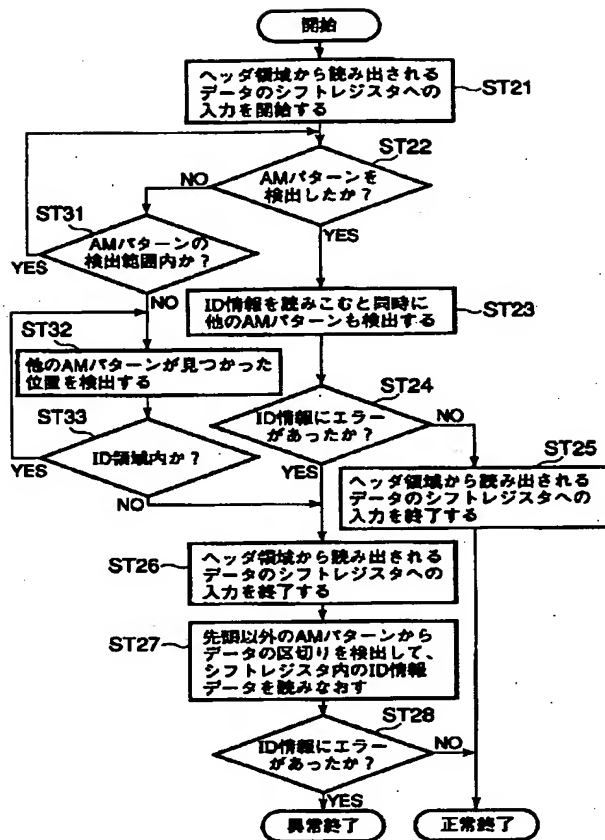 開始
ヘッダ領域から読み出される
データのシフトレジスタへの
入力を開始する
ST21
ST22
AMパターンを
検出したか?
NO
YES
ST31
AMパターンの
検出範囲内か?
YES
NO
ID情報を読みこむと同時に
他のAMパターンも検出する
ST23
ST32
他のAMパターンが見つかった
位置を検出する
ST24
ID情報にエラー
があったか?
NO
YES
ST33
ID領域内か?
YES
NO
ST25
ヘッダ領域から読み出される
データのシフトレジスタへの
入力を終了する
ST26
ヘッダ領域から読み出される
データのシフトレジスタへの
入力を終了する
ST27
先頭以外のAMパターンから
データの区切りを検出して、
シフトレジスタ内のID情報
データを読みなおす
ST28
ID情報にエラー
があったか?
NO
YES
異常終了
正常終了